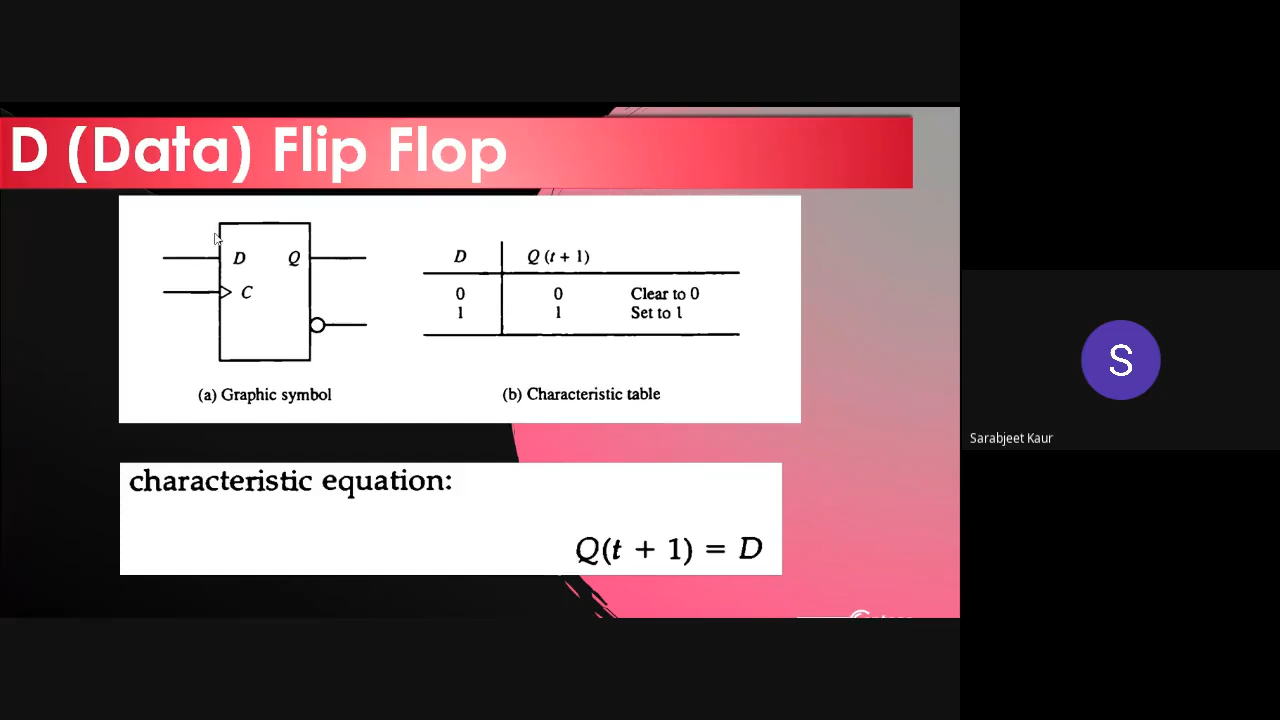 D (Data) Flip Flop
D Q
C
(a) Graphic symbol
D Q (t + 1)
0 0 Clear to 0
1 1 Set to 1
(b) Characteristic table
characteristic equation:
Q(t + 1) = D
S
Sarabjeet Kaur